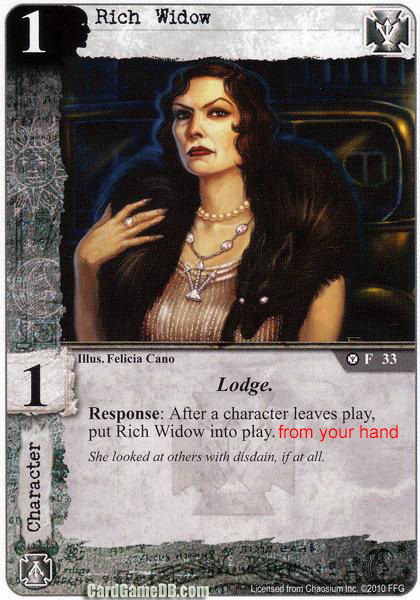 1
Rich Widow
Illus. Felicia Cano
F 33
1
Lodge.
Response: After a character leaves play,
put Rich Widow into play. from your hand
She looked at others with disdain, if at all.
Character
CardGameDB.com
Licensed from Chaosium Inc. ©2010 FFG